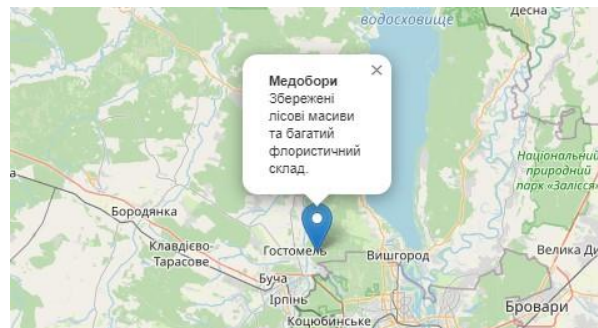 Десна
водосховище
Медобори
×
Збережені
лісові масиви
та багатий
флористичний
склад.
Національний
природний
парк «Залісся»
Бородянка
Клавдієво-
Тарасове
Гостомель
Вишгород
Велика Ди
Буча
Ірпінь
Бровари
Коцюбинське